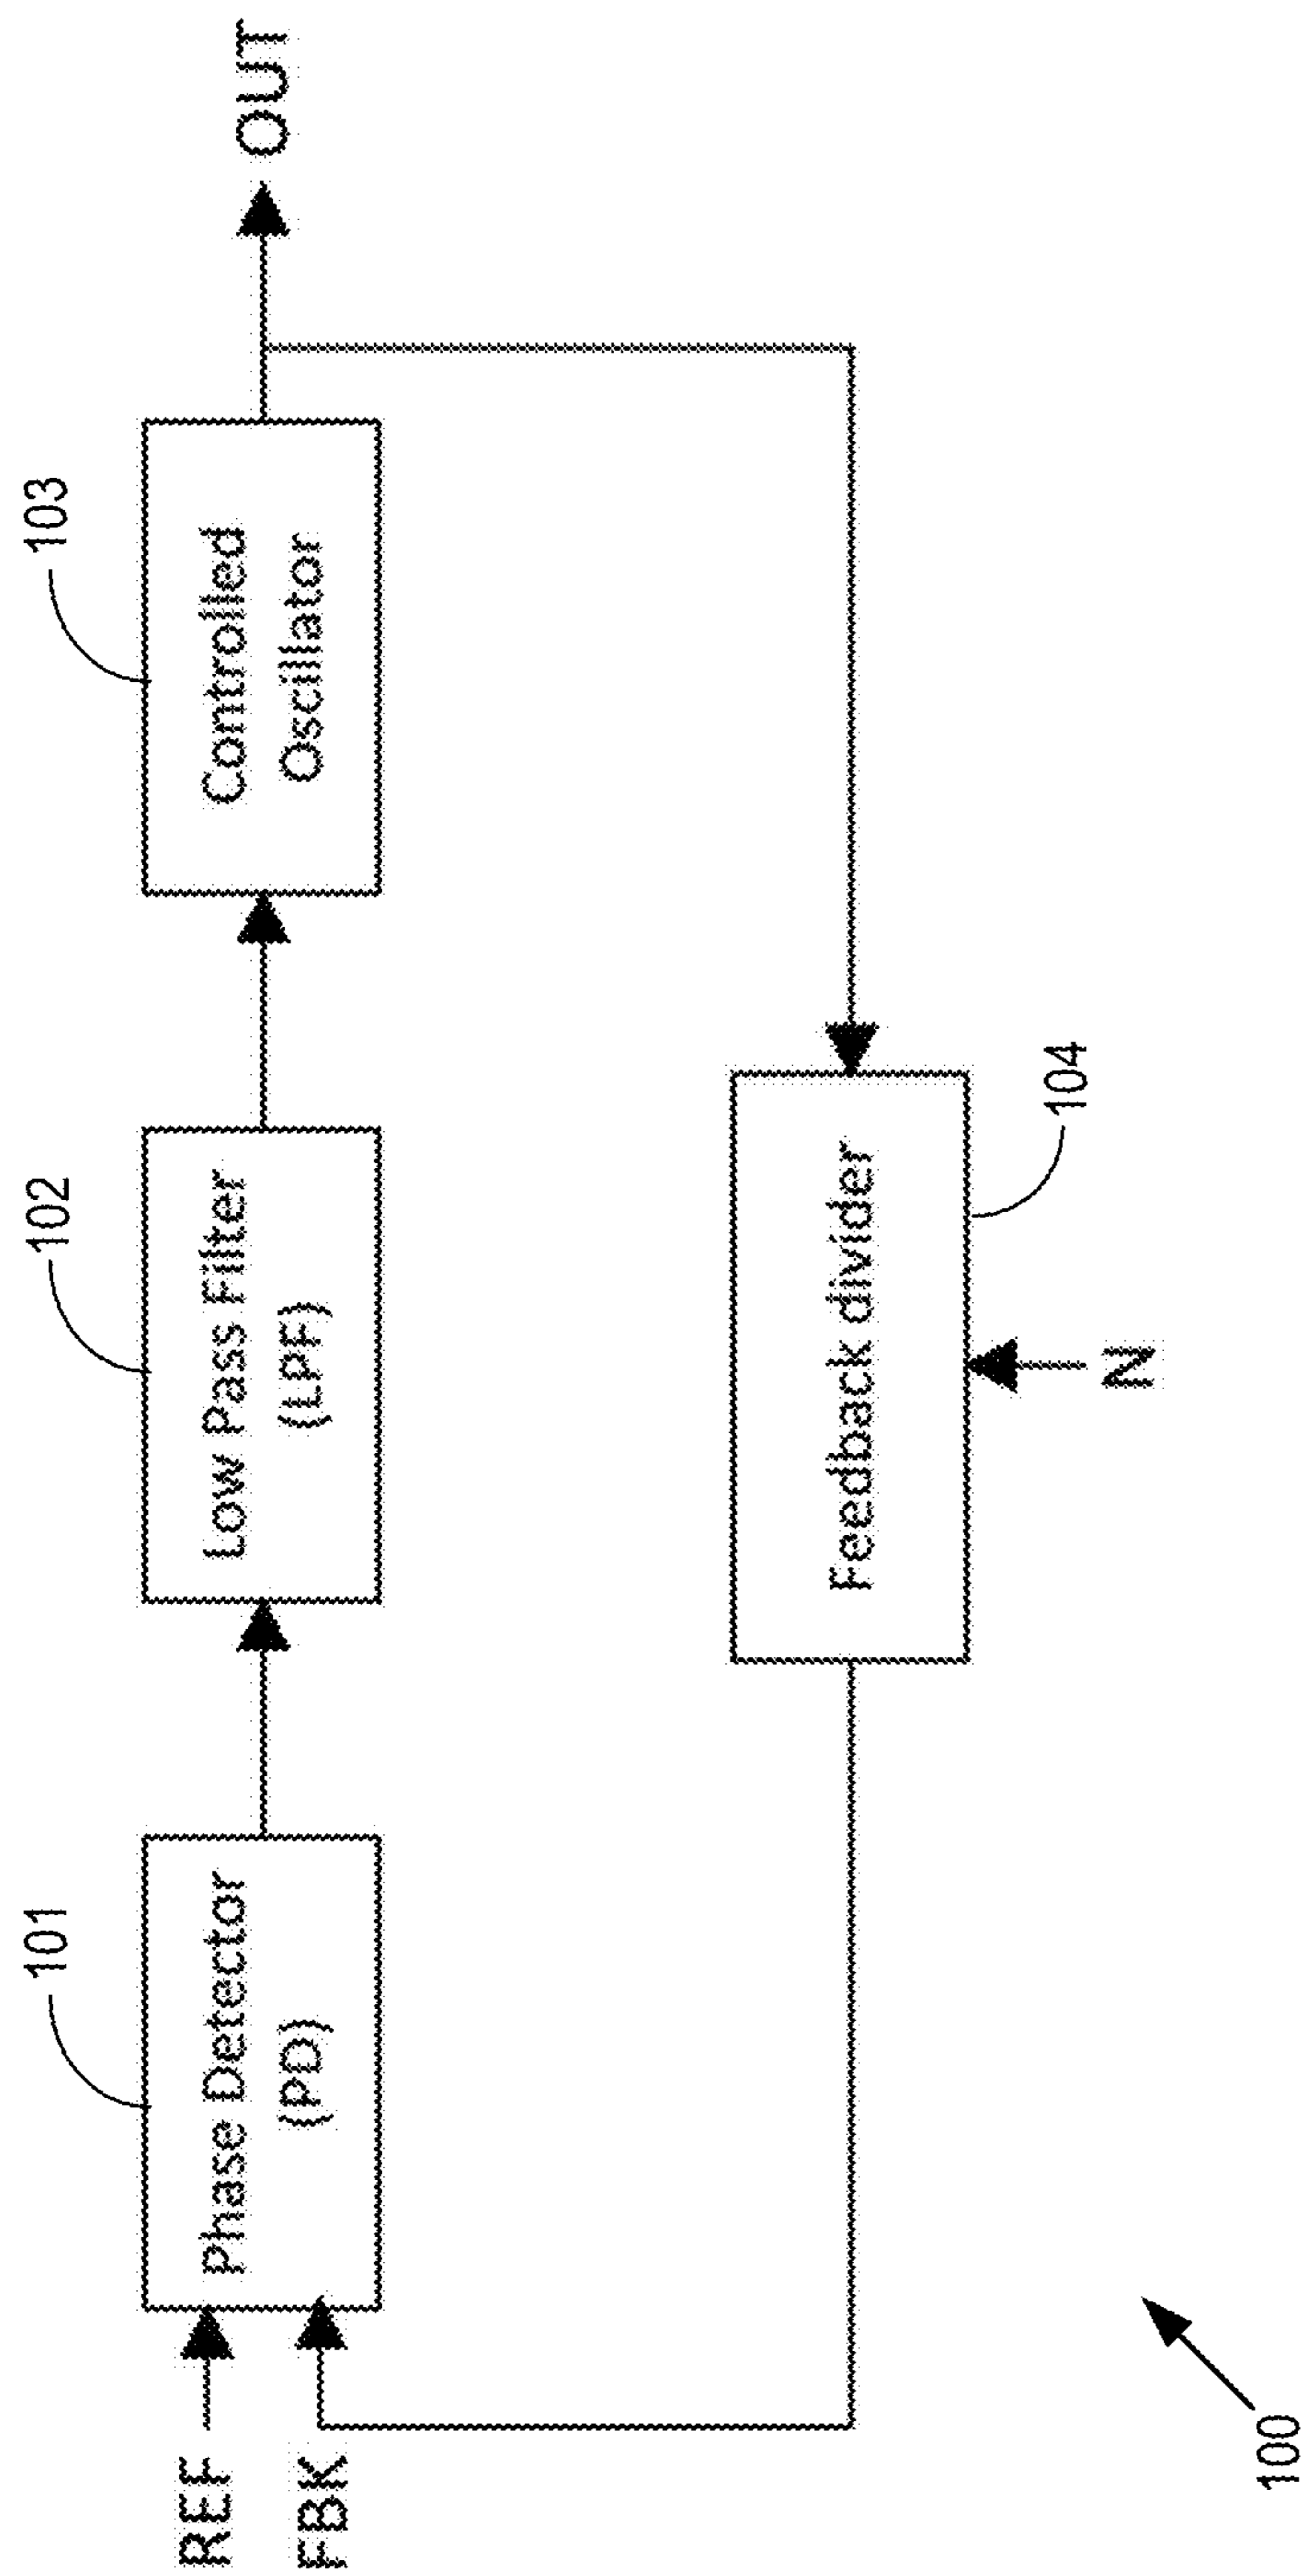 101
102
103
REF
FBK
Phase Detector
(PD)
Low Pass Filter
(LPF)
Controlled
Oscillator
OUT
Feedback divider
104
N
100